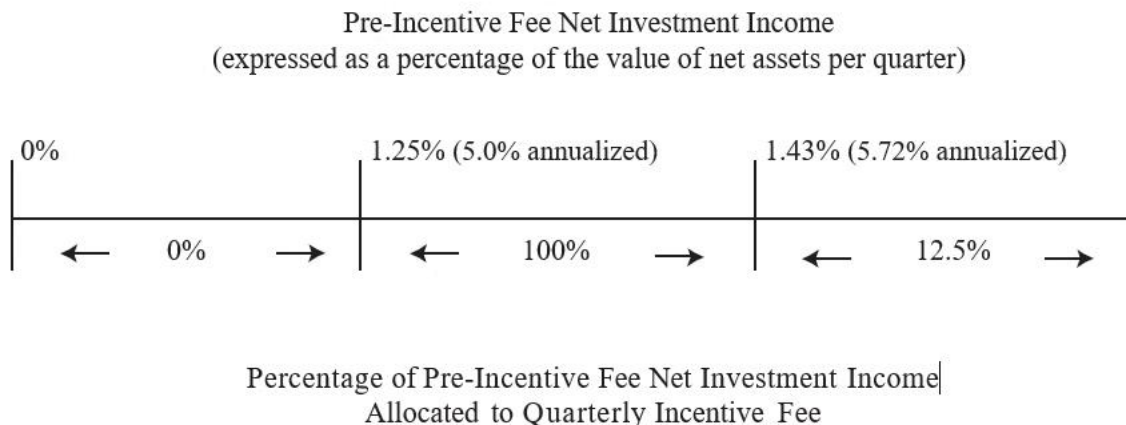 Pre-Incentive Fee Net Investment Income
(expressed as a percentage of the value of net assets per quarter)
0%
1.25% (5.0% annualized)
1.43% (5.72% annualized)
0%
100%
12.5%
Percentage of Pre-Incentive Fee Net Investment Income
Allocated to Quarterly Incentive Fee